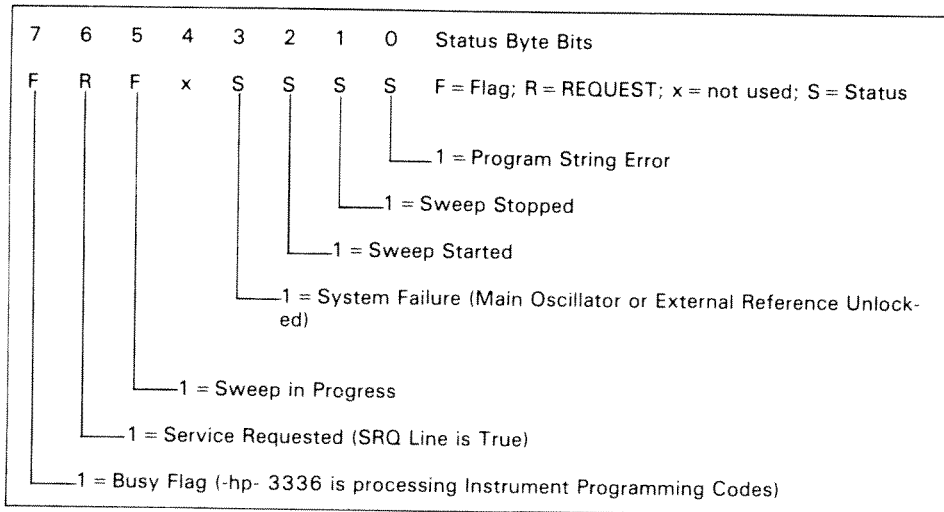 7 6 5 4 3 2 1 0 Status Byte Bits
F R F x S S S S F = Flag; R = REQUEST; x = not used; S = Status
1 = Program String Error
1 = Sweep Stopped
1 = Sweep Started
1 = System Failure (Main Oscillator or External Reference Unlock-
ed)
1 = Sweep in Progress
1 = Service Requested (SRQ Line is True)
1 = Busy Flag (-hp- 3336 is processing Instrument Programming Codes)